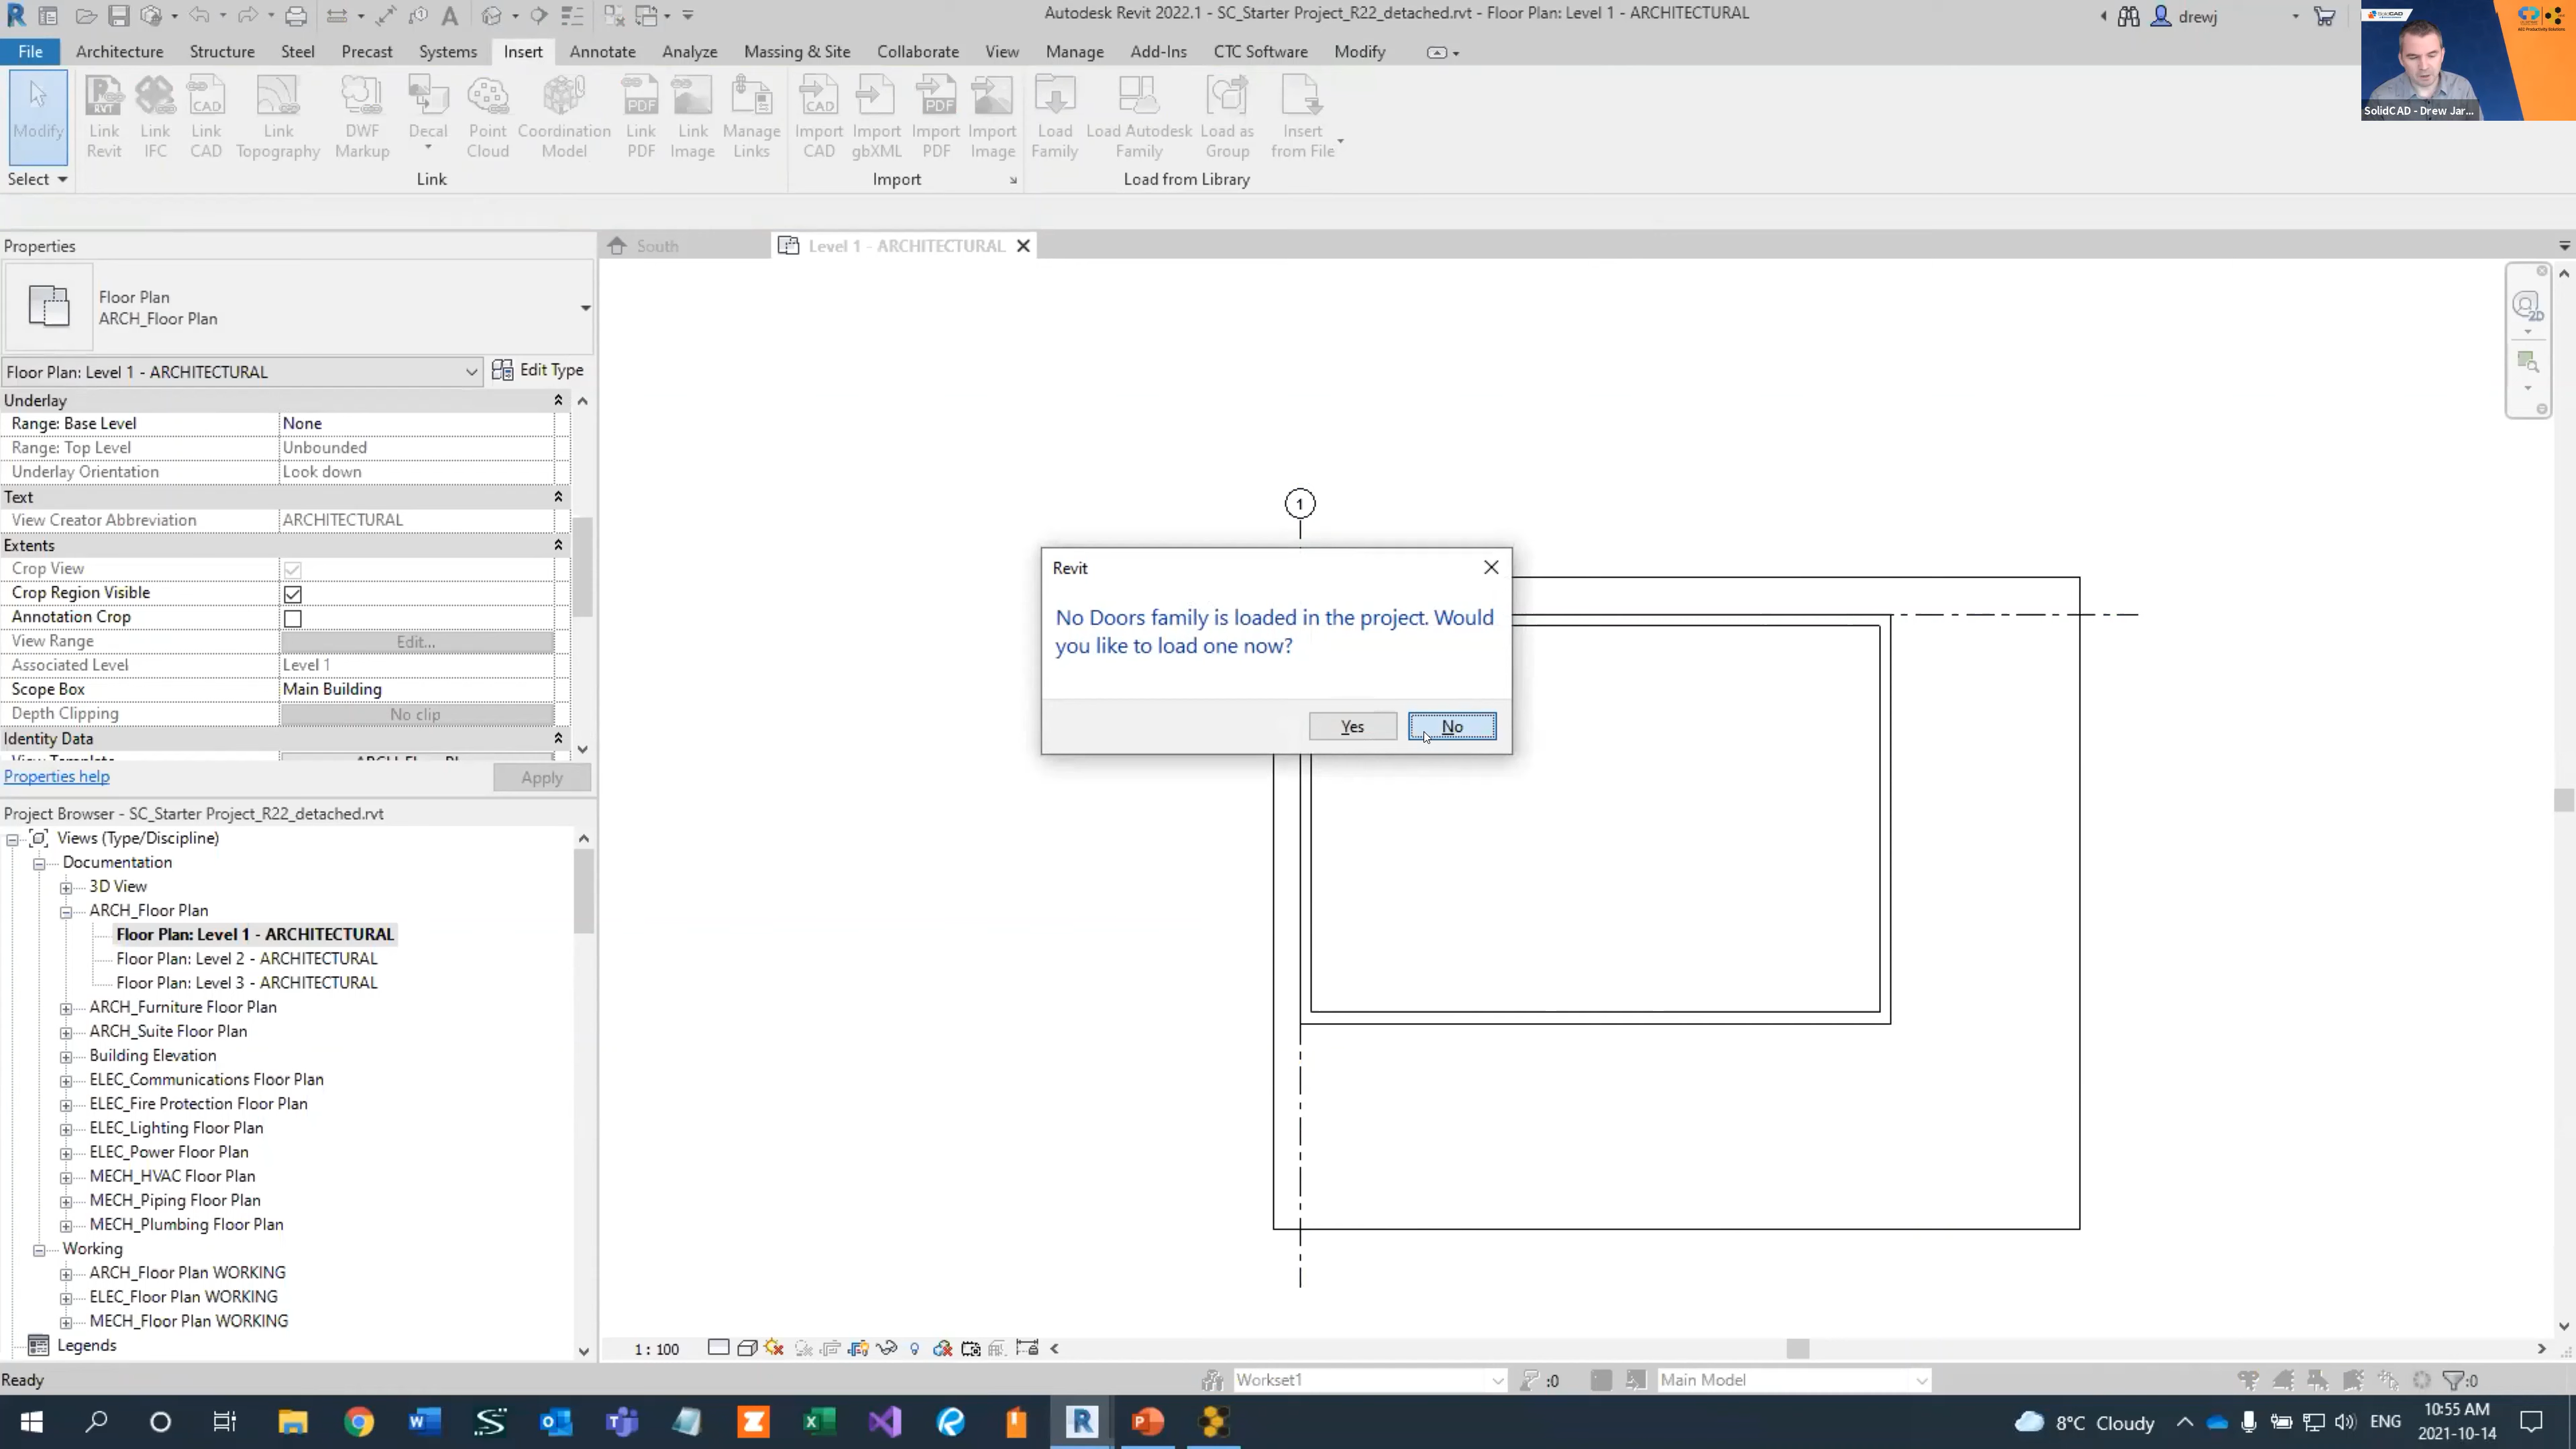 Autodesk Revit 2022.1 - SC_Starter Project_R22_detached.rvt - Floor Plan: Level 1 - ARCHITECTURAL
drewj
File
Architecture
Structure
Steel
Precast
Systems
Insert
Annotate
Analyze
Massing & Site
Collaborate
View
Manage
Add-Ins
CTC Software
Modify
SolidCAD - Drew Jar...
Modify
Link
Revit
Link
IFC
Link
CAD
Link
Topography
DWF
Markup
Decal
Point
Cloud
Coordination
Model
Link
PDF
Link
Image
Manage
Links
Import
CAD
Import
gbXML
Import
PDF
Import
Image
Load
Family
Load Autodesk
Family
Load as
Group
Insert
from File
Select
Link
Import
Load from Library
Properties
South
Level 1 - ARCHITECTURAL
Floor Plan
ARCH_Floor Plan
Floor Plan: Level 1 - ARCHITECTURAL
Edit Type
Underlay
Range: Base Level None
Range: Top Level Unbounded
Underlay Orientation Look down
Text
View Creator Abbreviation ARCHITECTURAL
Extents
Crop View
Crop Region Visible
Annotation Crop
View Range Edit...
Associated Level Level 1
Scope Box Main Building
Depth Clipping No clip
Identity Data
View Template ARCH_Floor Plan
Properties help
Apply
1
2D
Revit
No Doors family is loaded in the project. Would
you like to load one now?
Yes
No
Project Browser - SC_Starter Project_R22_detached.rvt
Views (Type/Discipline)
Documentation
3D View
ARCH_Floor Plan
Floor Plan: Level 1 - ARCHITECTURAL
Floor Plan: Level 2 - ARCHITECTURAL
Floor Plan: Level 3 - ARCHITECTURAL
ARCH_Furniture Floor Plan
ARCH_Suite Floor Plan
Building Elevation
ELEC_Communications Floor Plan
ELEC_Fire Protection Floor Plan
ELEC_Lighting Floor Plan
ELEC_Power Floor Plan
MECH_HVAC Floor Plan
MECH_Piping Floor Plan
MECH_Plumbing Floor Plan
Working
ARCH_Floor Plan WORKING
ELEC_Floor Plan WORKING
MECH_Floor Plan WORKING
Legends
1 : 100
Ready
Workset1
:0
Main Model
:0
8°C Cloudy
ENG
10:55 AM
2021-10-14